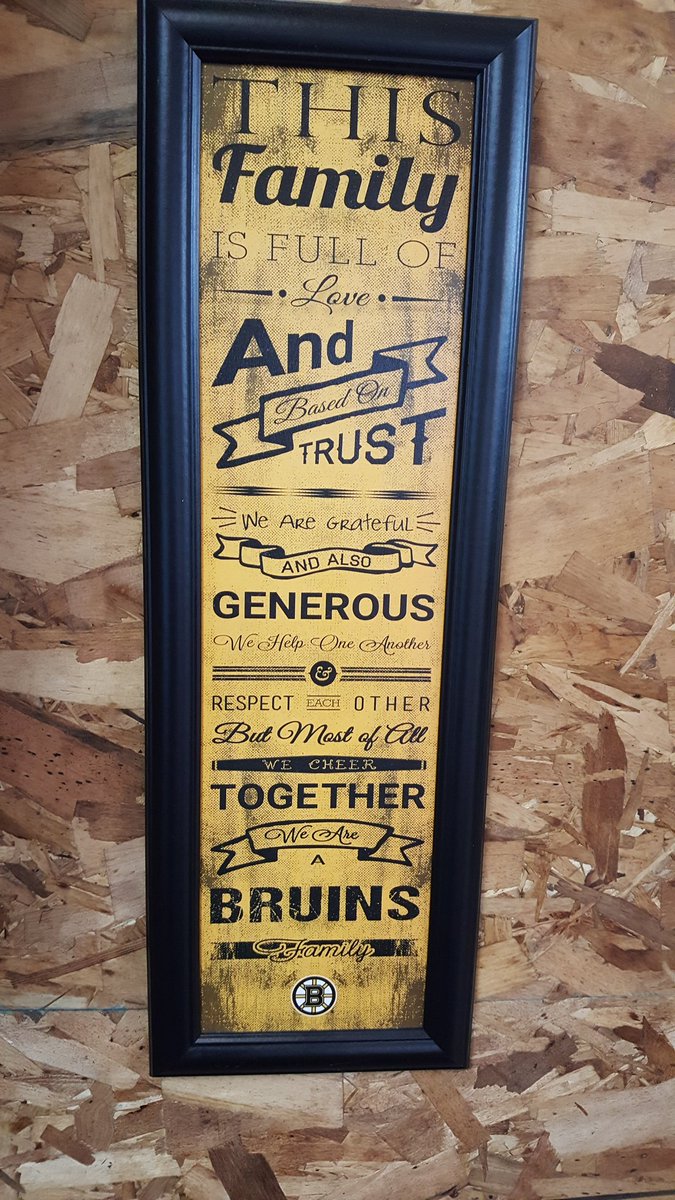 THIS
Family
IS FULL OF
Love
And
Based On
TRUST
We Are Grateful
AND ALSO
GENEROUS
We Help One Another
&
RESPECT EACH OTHER
But Most of All
WE CHEER
TOGETHER
We Are
A
BRUINS
Family
B